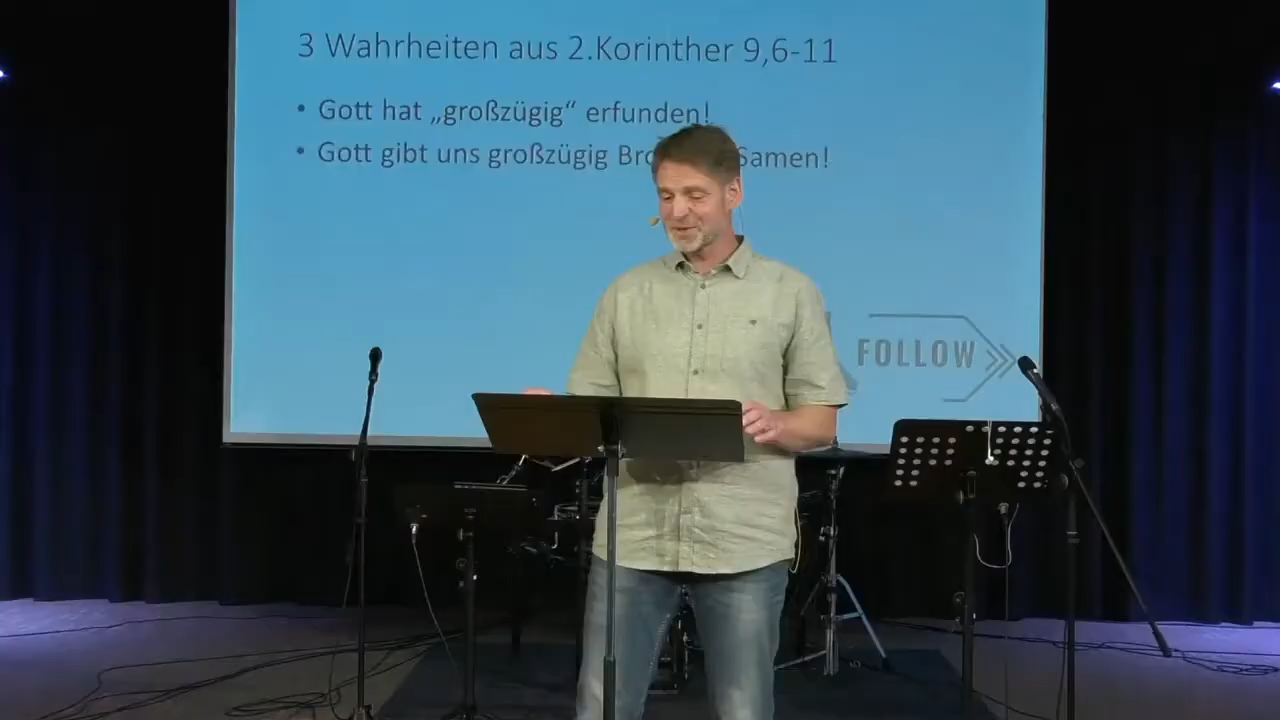 3 Wahrheiten aus 2.Korinther 9,6-11
• Gott hat „großzügig“ erfunden!
• Gott gibt uns großzügig Samen!
FOLLOW